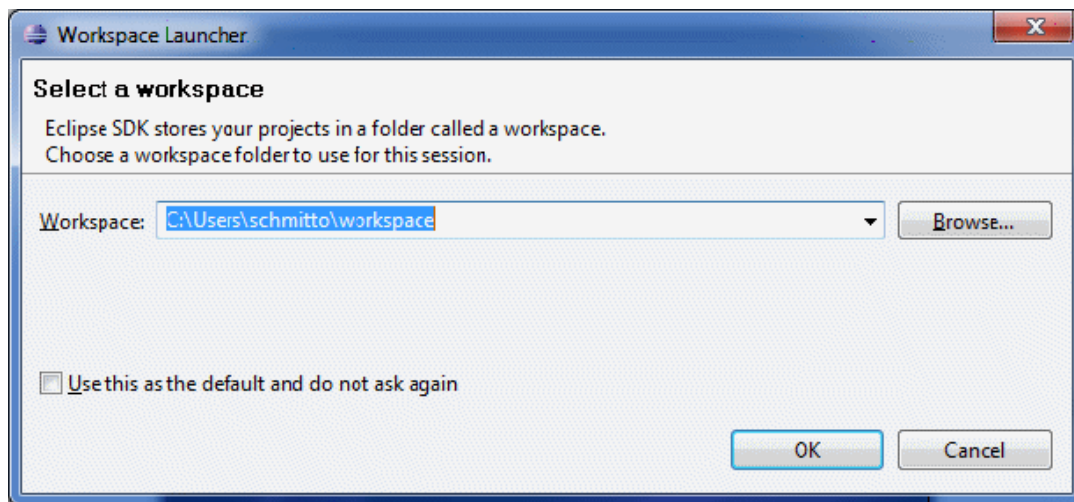 Workspace Launcher
Select a workspace
Eclipse SDK stores your projects in a folder called a workspace.
Choose a workspace folder to use for this session.
Workspace: C:\Users\schmitto\workspace Browse...
Use this as the default and do not ask again
OK Cancel